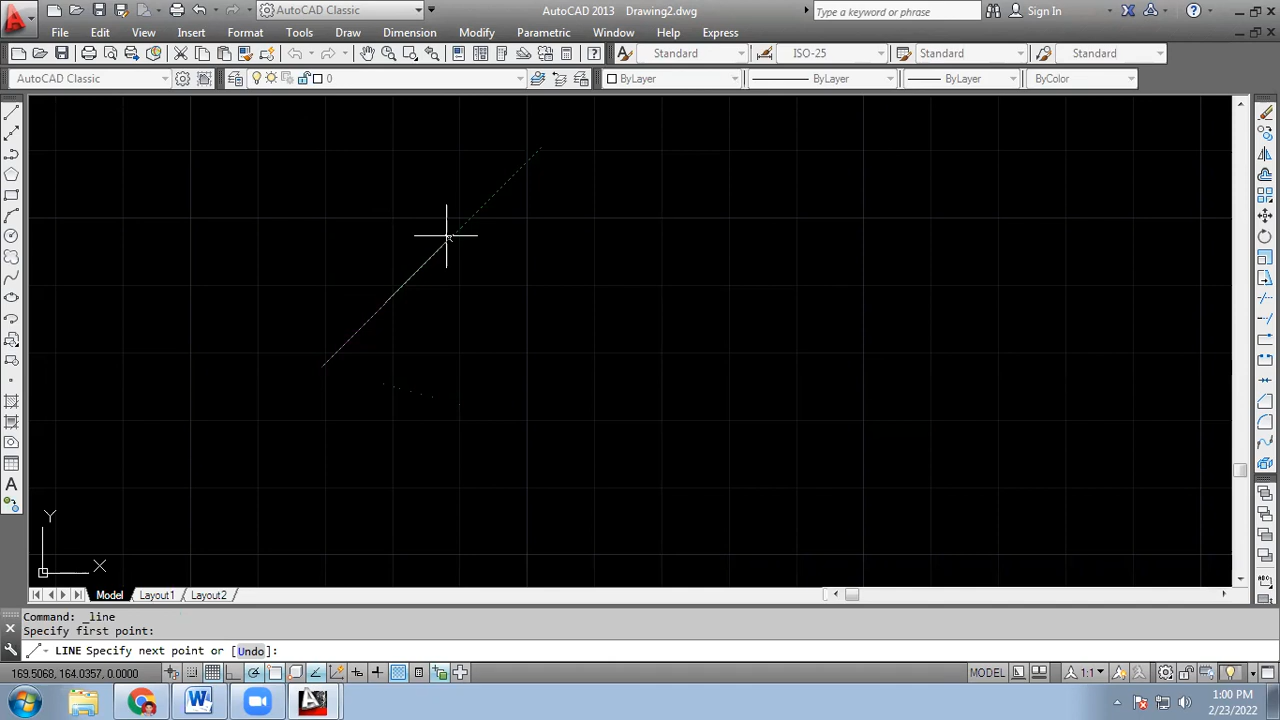 AutoCAD Classic
AutoCAD 2013 Drawing2.dwg
Type a keyword or phrase
Sign In
File Edit View Insert Format Tools Draw Dimension Modify Parametric Window Help Express
Standard
ISO-25
Standard
Standard
AutoCAD Classic
0
ByLayer
ByLayer
ByLayer
ByColor
Y
X
Model Layout1 Layout2
Command: _line
Specify first point:
LINE Specify next point or [Undo]:
169.5068, 164.0357, 0.0000
MODEL
1:1
1:00 PM
2/23/2022